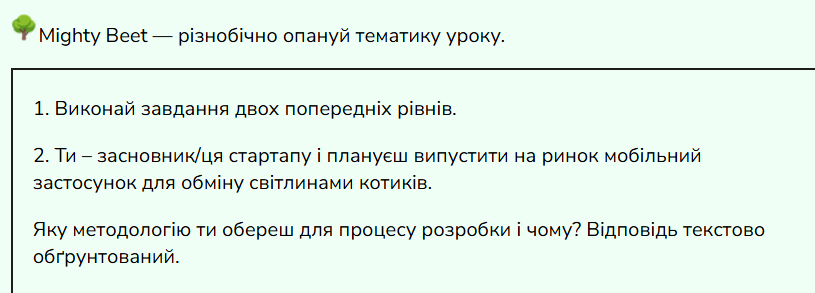 Mighty Beet — різнобічно опануй тематику уроку.
1. Виконай завдання двох попередніх рівнів.
2. Ти – засновник/ця стартапу і плануєш випустити на ринок мобільний
застосунок для обміну світлинами котиків.
Яку методологію ти обереш для процесу розробки і чому? Відповідь текстово
обґрунтований.